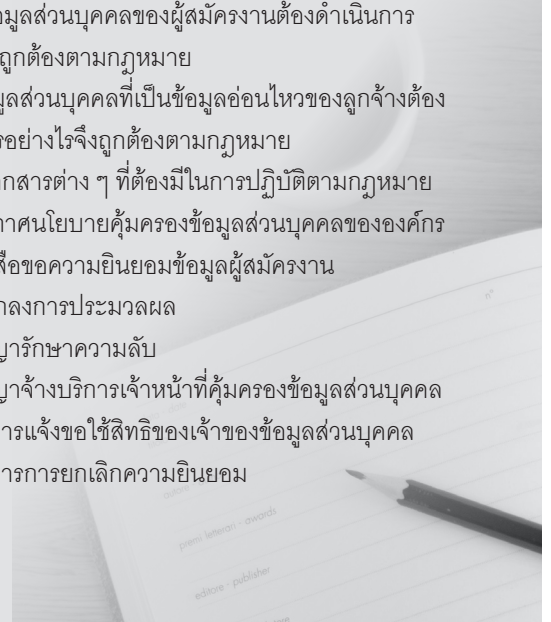 อมูลส่วนบุคคลของผู้สมัครงานต้องดำเนินการ
ถูกต้องตามกฎหมาย
มูลส่วนบุคคลที่เป็นข้อมูลอ่อนไหวของลูกจ้างต้อง
รอย่างไรจึงถูกต้องตามกฎหมาย
กสารต่าง ๆ ที่ต้องมีในการปฏิบัติตามกฎหมาย
าศนโยบายคุ้มครองข้อมูลส่วนบุคคลขององค์กร
สือขอความยินยอมข้อมูลผู้สมัครงาน
กลงการประมวลผล
ญารักษาความลับ
ญาจ้างบริการเจ้าหน้าที่คุ้มครองข้อมูลส่วนบุคคล
ารแจ้งขอใช้สิทธิของเจ้าของข้อมูลส่วนบุคคล
ารการยกเลิกความยินยอม
premi letterari - awards
editore - publisher